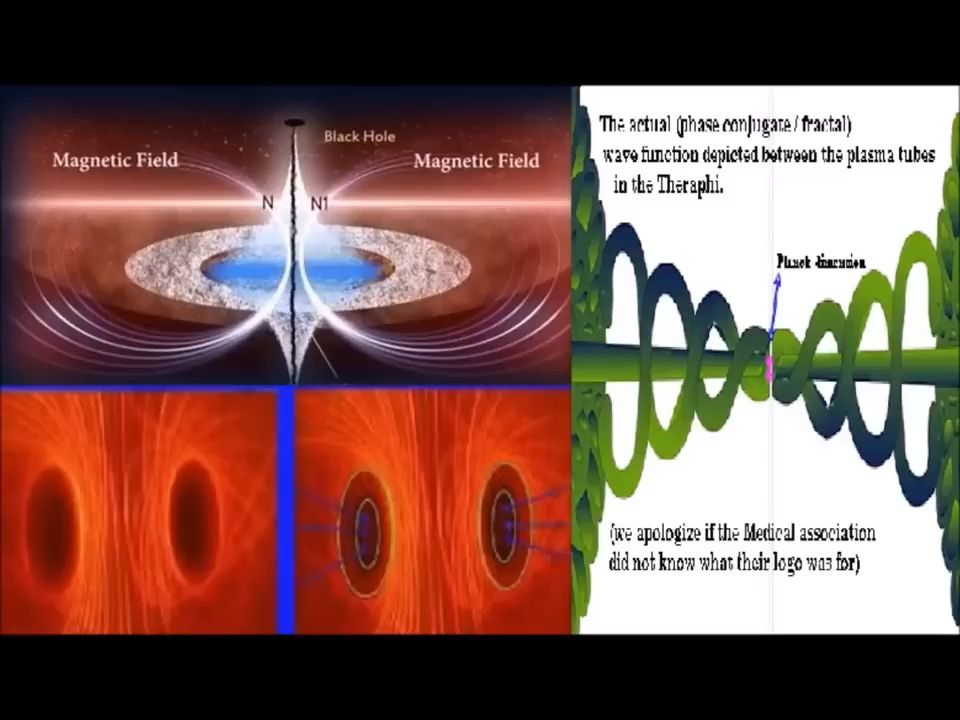 Black Hole
Magnetic Field
Magnetic Field
N
N1
The actual (phase conjugate / fractal)
wave function depicted between the plasma tubes
in the Theraphi.
Planck
(we apologize if the Medical association
did not know what their logo was for)